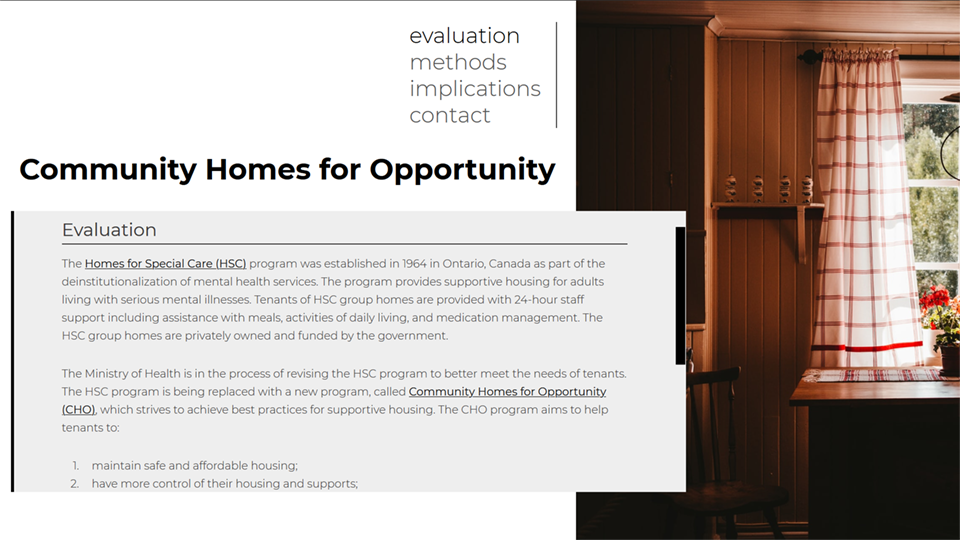 evaluation
methods
implications
contact
Community Homes for Opportunity
Evaluation
The Homes for Special Care (HSC) program was established in 1964 in Ontario, Canada as part of the
deinstitutionalization of mental health services. The program provides supportive housing for adults
living with serious mental illnesses. Tenants of HSC group homes are provided with 24-hour staff
support including assistance with meals, activities of daily living, and medication management. The
HSC group homes are privately owned and funded by the government.
The Ministry of Health is in the process of revising the HSC program to better meet the needs of tenants.
The HSC program is being replaced with a new program, called Community Homes for Opportunity
(CHO), which strives to achieve best practices for supportive housing. The CHO program aims to help
tenants to:
1. maintain safe and affordable housing;
2. have more control of their housing and supports;